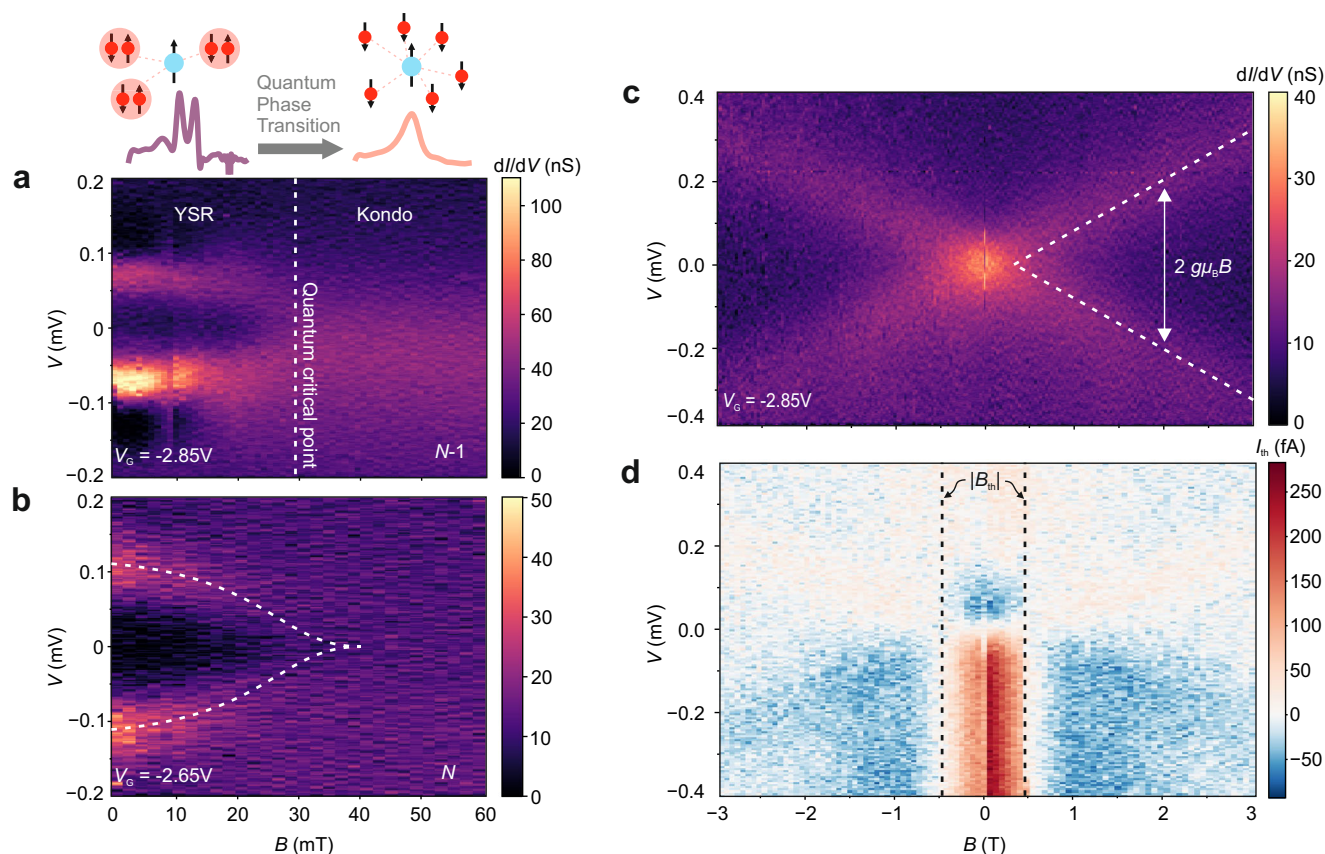 Quantum
Phase
Transition
a
dI/dV (nS)
0.2
0.1
0
−0.1
−0.2
V (mV)
YSR
Kondo
Quantum critical point
V_G = -2.85V
N-1
100
80
60
40
20
0
b
0.2
0.1
0
−0.1
−0.2
V (mV)
V_G = -2.65V
N
50
40
30
20
10
0
0 10 20 30 40 50 60
B (mT)
c
dI/dV (nS)
0.4
0.2
0.0
−0.2
−0.4
V (mV)
2 gμ_BB
V_G = -2.85V
40
30
20
10
0
d
I_th (fA)
|B_th|
0.4
0.2
0.0
−0.2
−0.4
V (mV)
250
200
150
100
50
0
−50
−3 −2 −1 0 1 2 3
B (T)